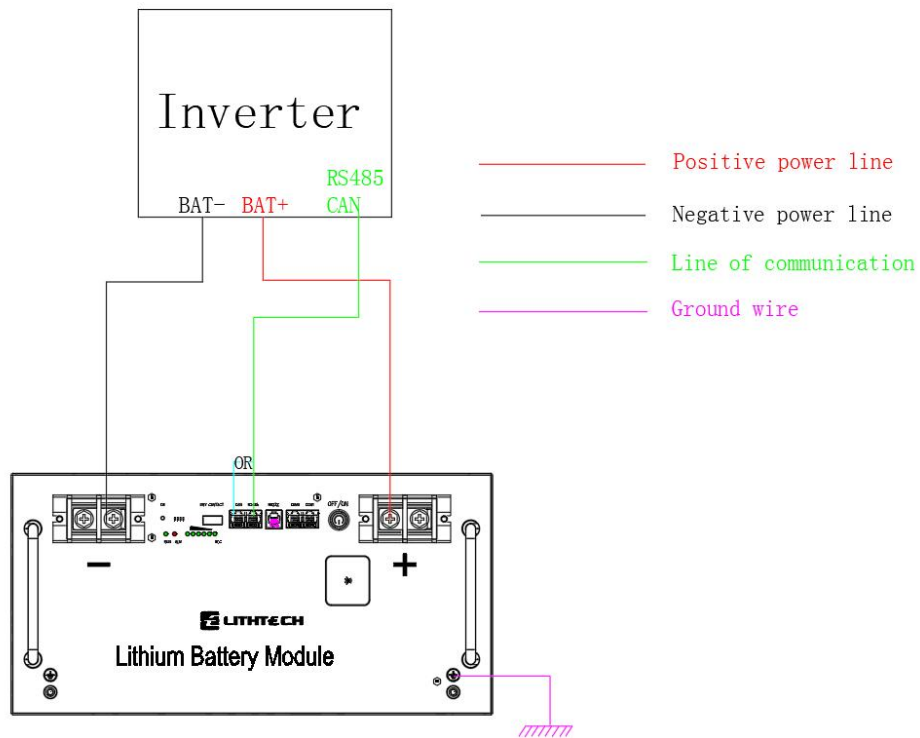 Inverter
RS485
BAT- BAT+ CAN
Positive power line
Negative power line
Line of communication
Ground wire
OR
OFF/ON
− +
LITHTECH
Lithium Battery Module